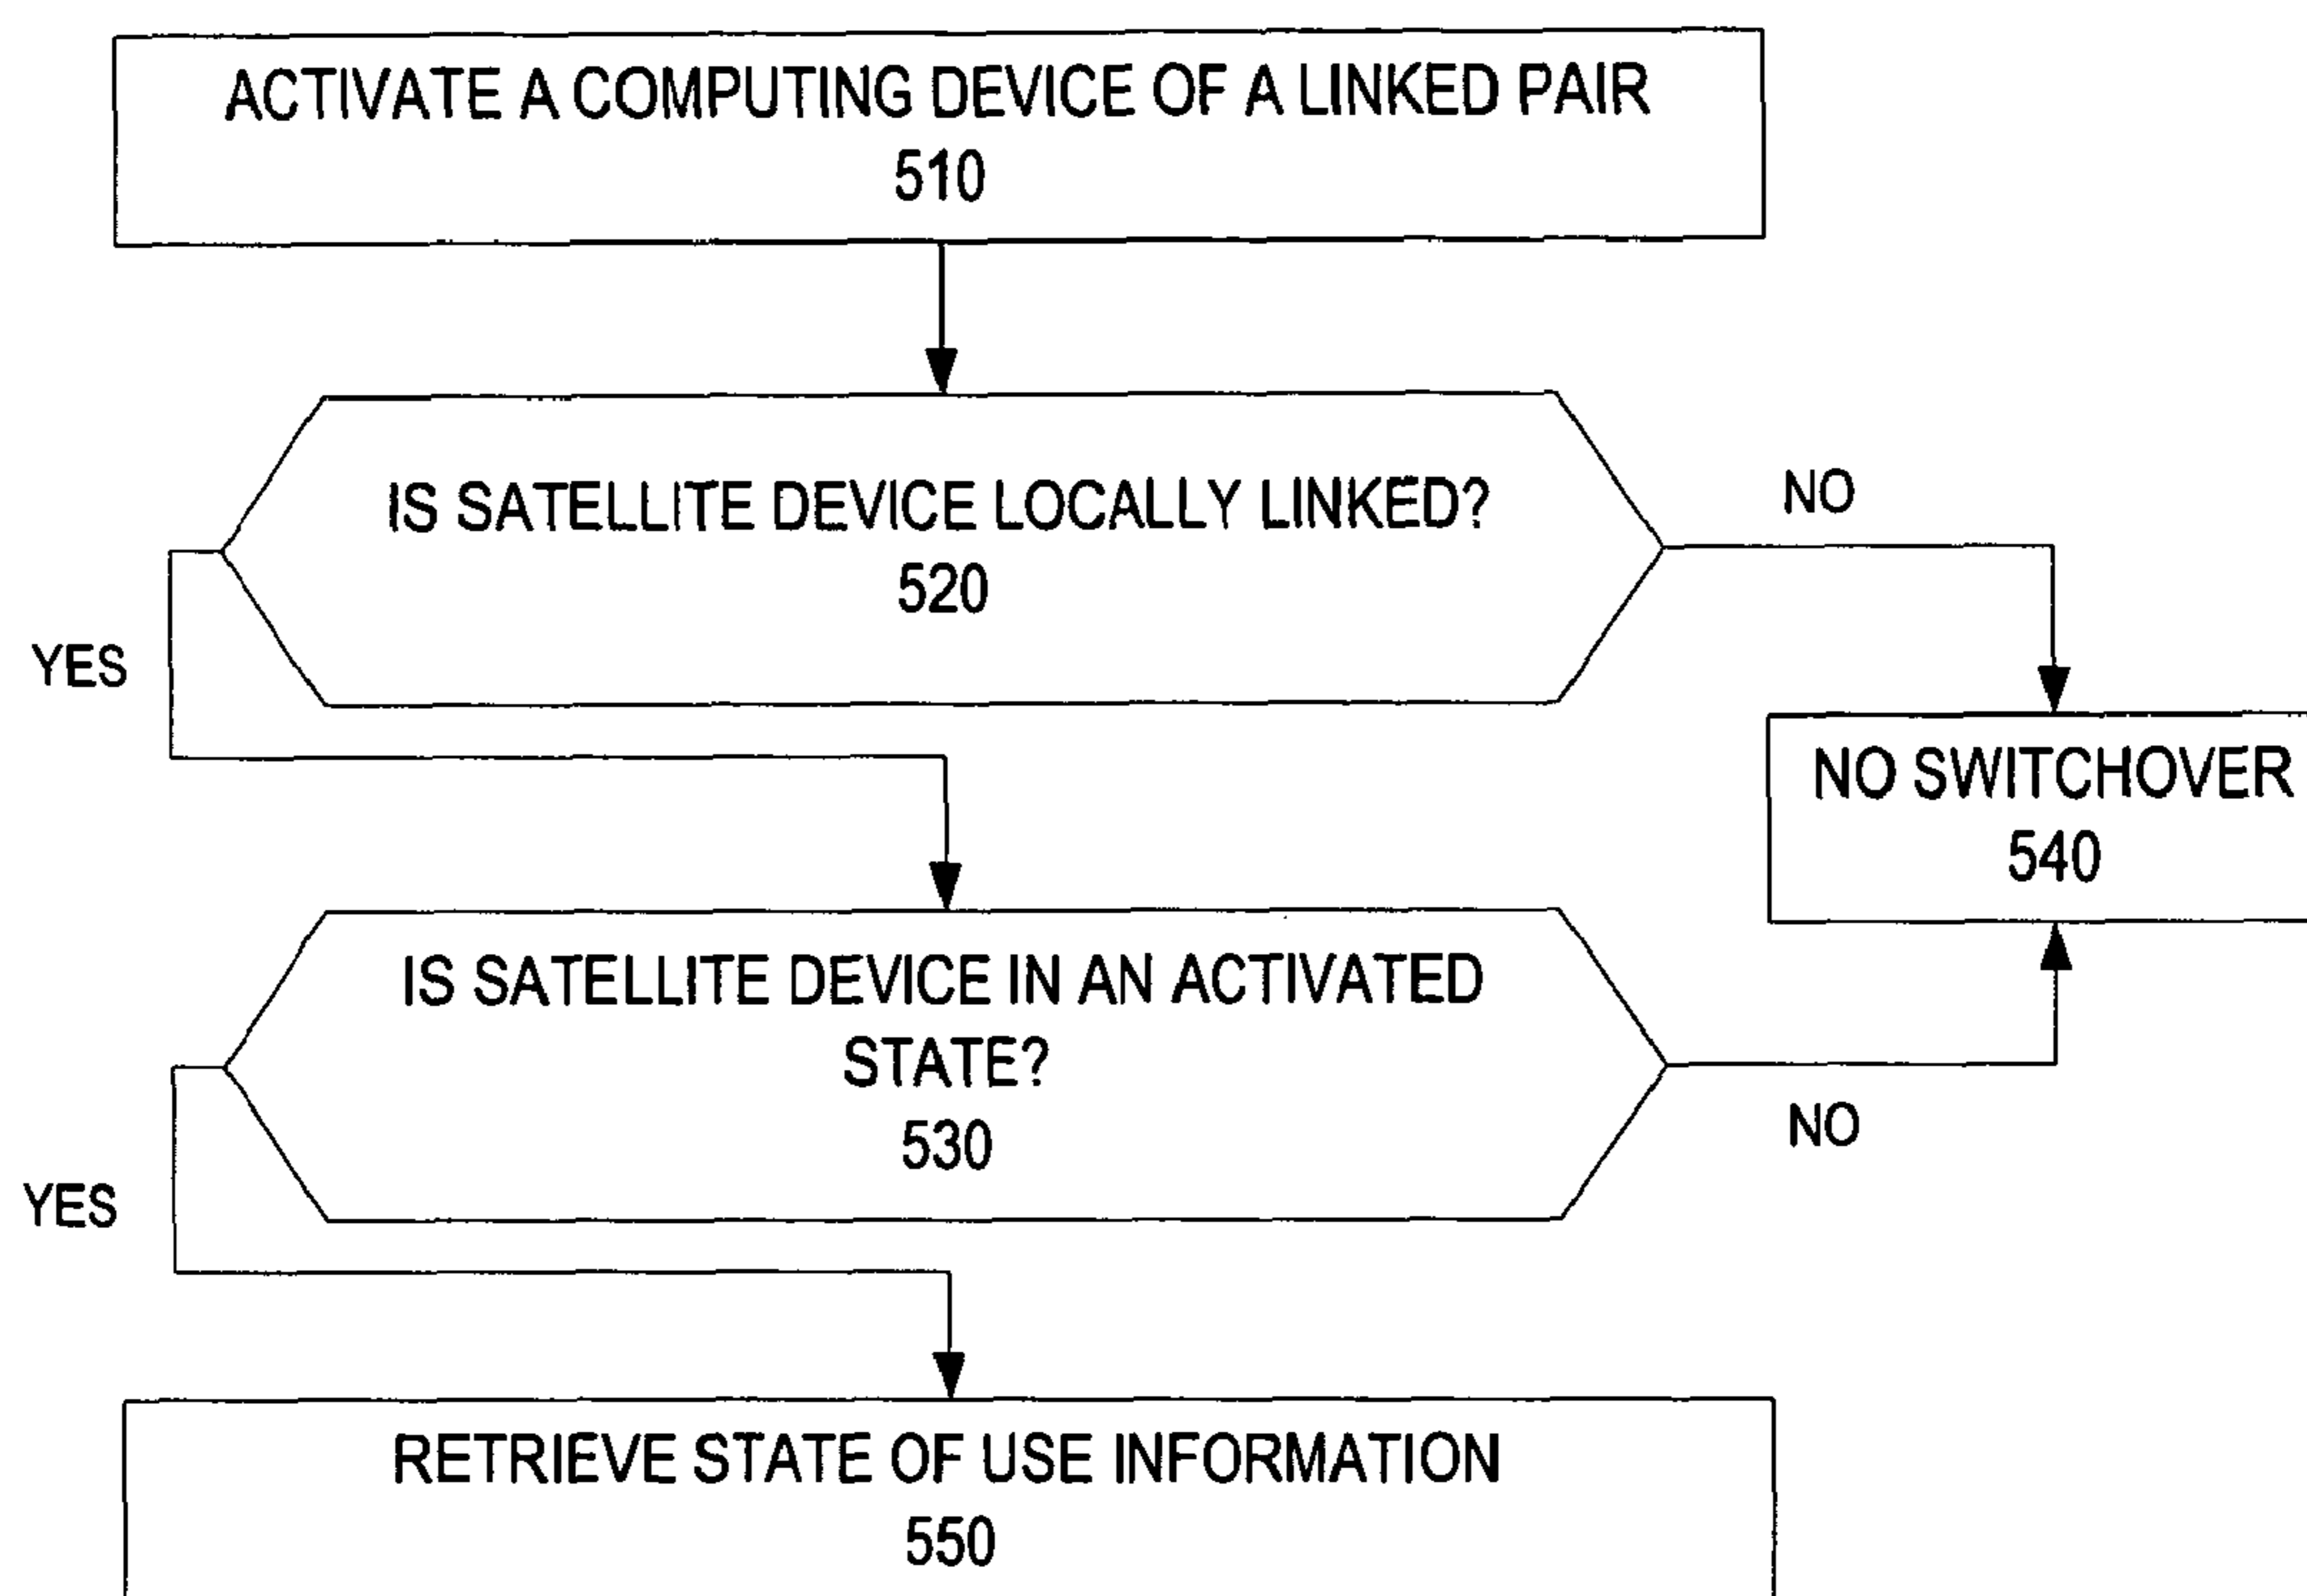 ACTIVATE A COMPUTING DEVICE OF A LINKED PAIR
510
IS SATELLITE DEVICE LOCALLY LINKED?
520
NO
YES
NO SWITCHOVER
540
IS SATELLITE DEVICE IN AN ACTIVATED
STATE?
530
NO
YES
RETRIEVE STATE OF USE INFORMATION
550